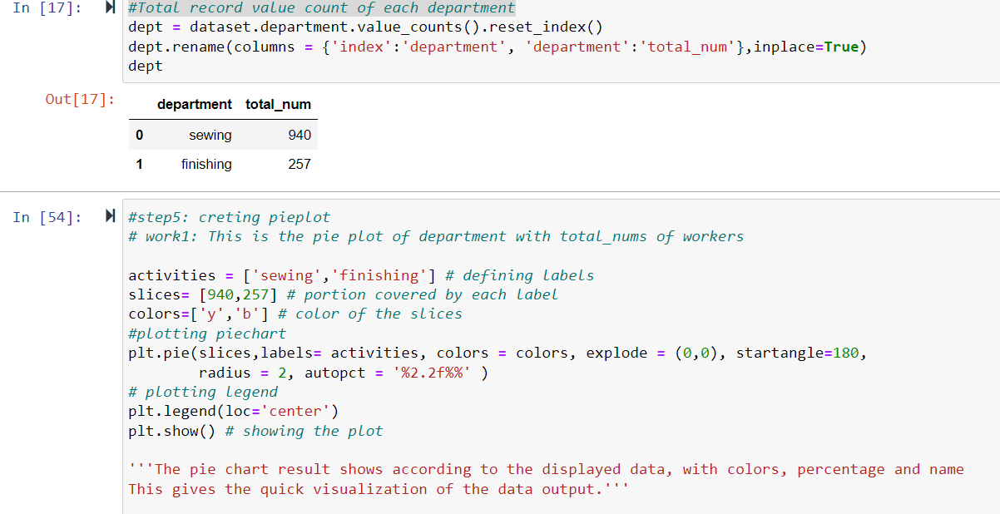 In [17]: #Total record value count of each department
dept = dataset.department.value_counts().reset_index()
dept.rename(columns = {'index':'department', 'department':'total_num'},inplace=True)
dept
Out[17]:
department total_num
0 sewing 940
1 finishing 257
In [54]: #step5: creting pieplot
# work1: This is the pie plot of department with total_nums of workers
activities = ['sewing','finishing'] # defining labels
slices= [940,257] # portion covered by each label
colors=['y','b'] # color of the slices
#plotting piechart
plt.pie(slices,labels= activities, colors = colors, explode = (0,0), startangle=180,
radius = 2, autopct = '%2.2f%%' )
# plotting legend
plt.legend(loc='center')
plt.show() # showing the plot
'''The pie chart result shows according to the displayed data, with colors, percentage and name
This gives the quick visualization of the data output.'''